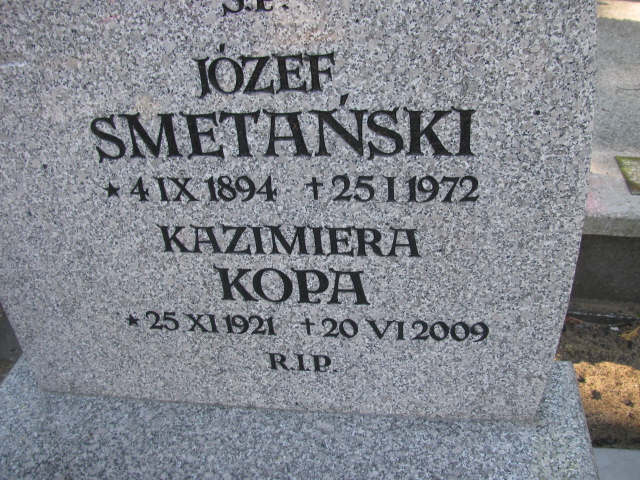 Ś.P.
JÓZEF
SMETAŃSKI
* 4 IX 1894 + 25 I 1972
KAZIMIERA
KOPA
* 25 XI 1921 + 20 VI 2009
R.I.P.